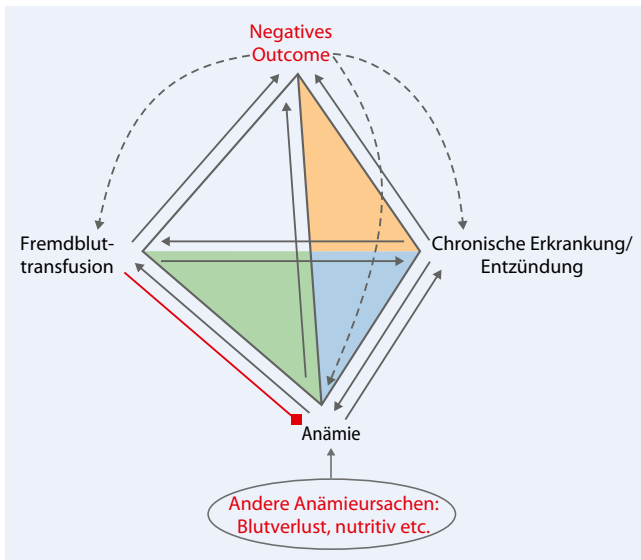 Negatives
Outcome
Fremdblut-
transfusion
Chronische Erkrankung/
Entzündung
Anämie
Andere Anämieursachen:
Blutverlust, nutritiv etc.